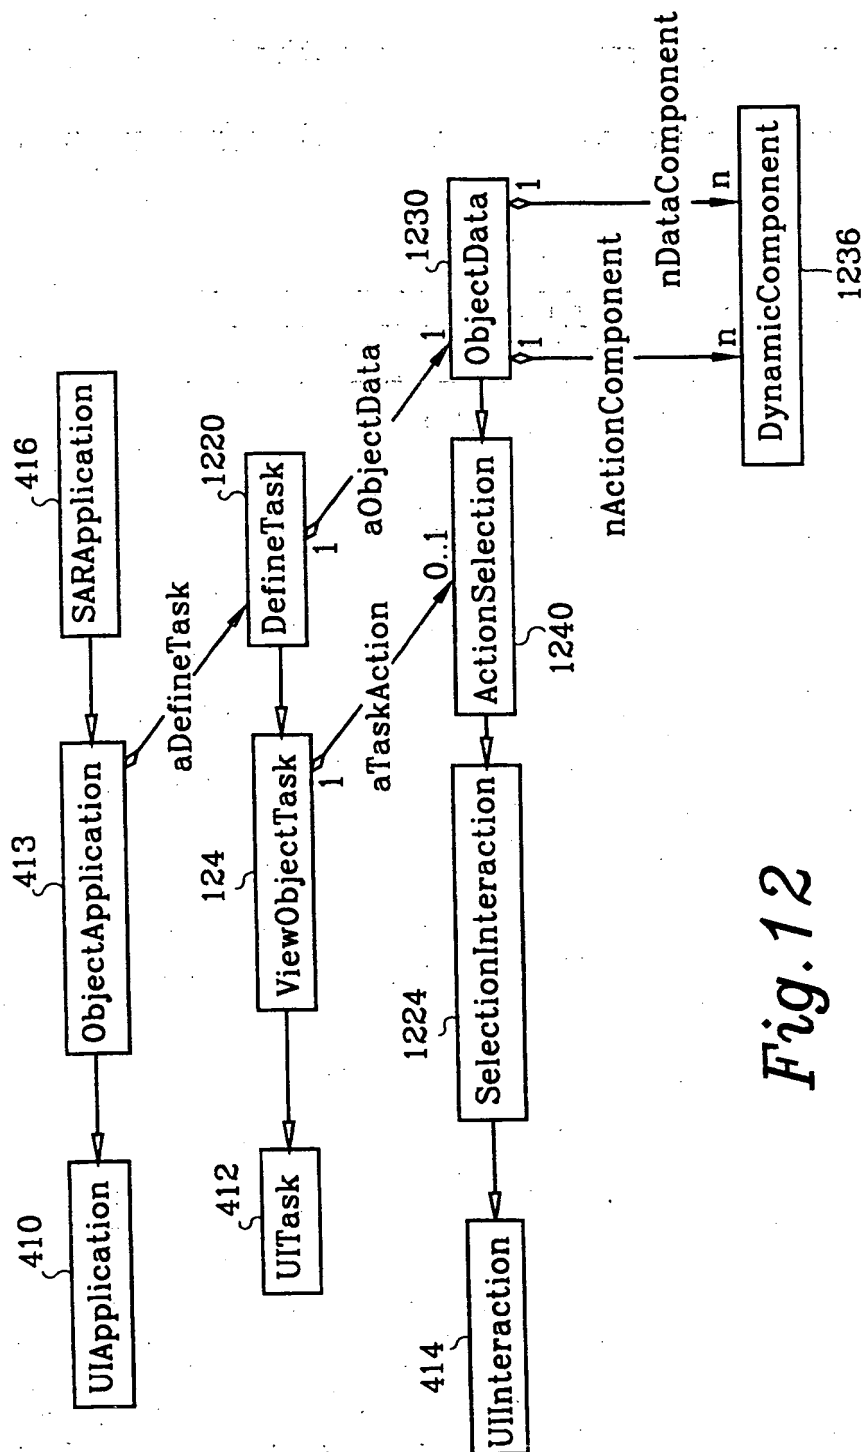 410
UIApplication
413
ObjectApplication
416
SARApplication
aDefineTask
412
UITask
124
ViewObjectTask
1220
DefineTask
1
1
aTaskAction
aObjectData
0..1
1
414
UIInteraction
1224
SelectionInteraction
ActionSelection
1240
1230
ObjectData
1
1
nActionComponent
nDataComponent
n
n
DynamicComponent
1236
Fig.12